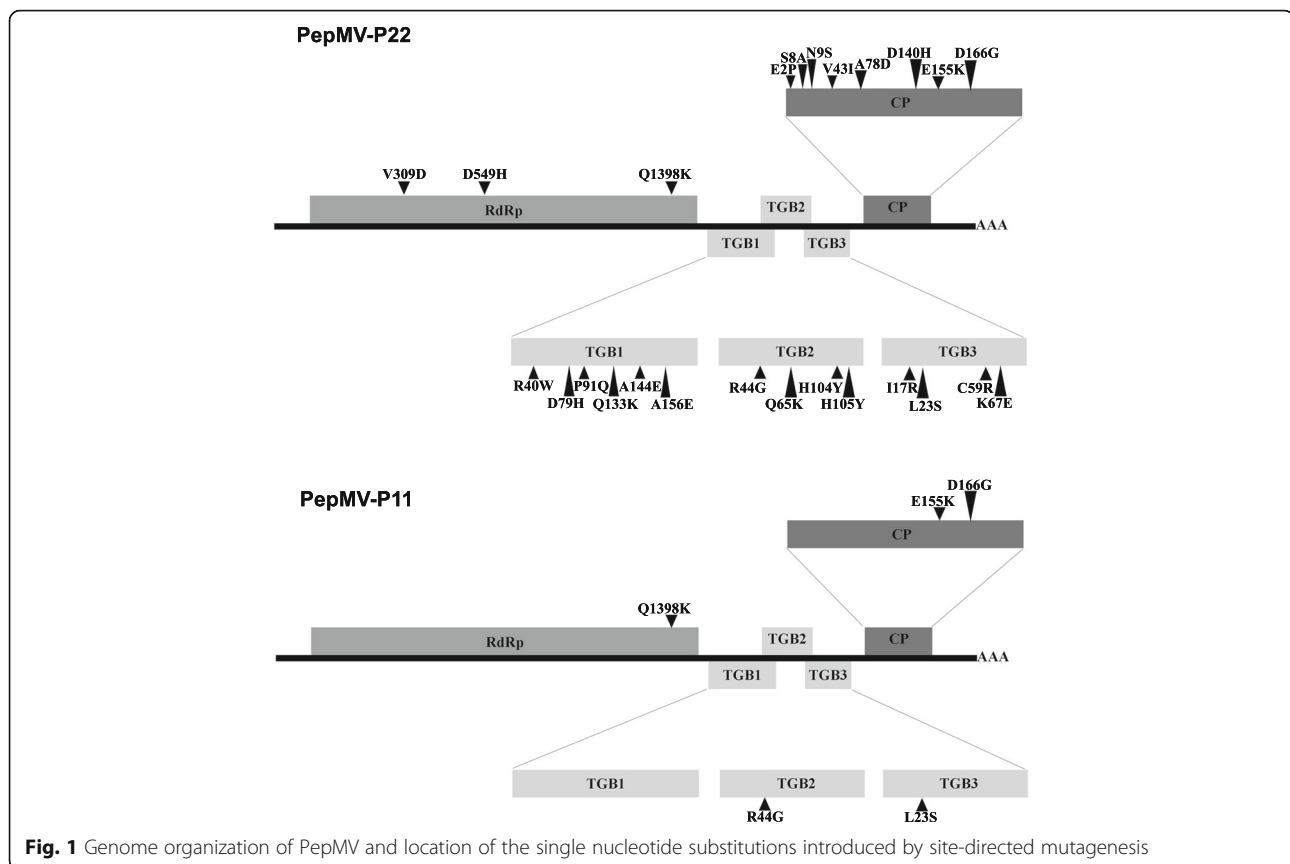 PepMV-P22
S8A N9S D140H D166G
E2P V43I A78D E155K
CP
V309D D549H Q1398K
RdRp TGB2 CP
AAA
TGB1 TGB3
TGB1 TGB2 TGB3
R40W P91Q A144E R44G H104Y I17R C59R
D79H Q133K A156E Q65K H105Y L23S K67E
PepMV-P11
D166G
E155K
CP
Q1398K
RdRp TGB2 CP
AAA
TGB1 TGB3
TGB1 TGB2 TGB3
R44G L23S
Fig. 1 Genome organization of PepMV and location of the single nucleotide substitutions introduced by site-directed mutagenesis